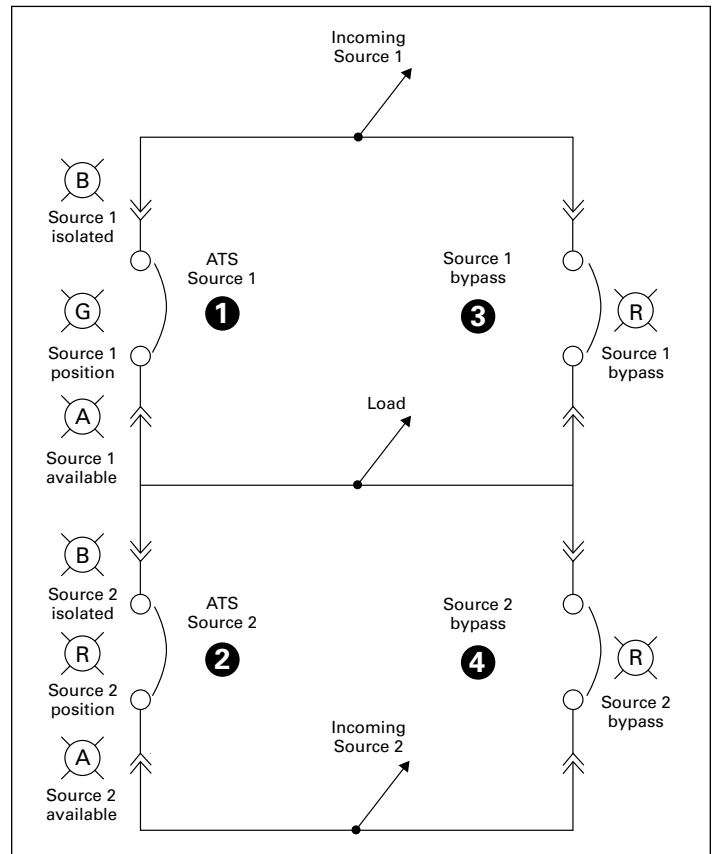 Incoming
Source 1
B
Source 1
isolated
ATS
Source 1
1
Source 1
bypass
3
G
Source 1
position
R
Source 1
bypass
A
Source 1
available
Load
B
Source 2
isolated
ATS
Source 2
2
Source 2
bypass
4
R
Source 2
position
R
Source 2
bypass
Incoming
Source 2
A
Source 2
available